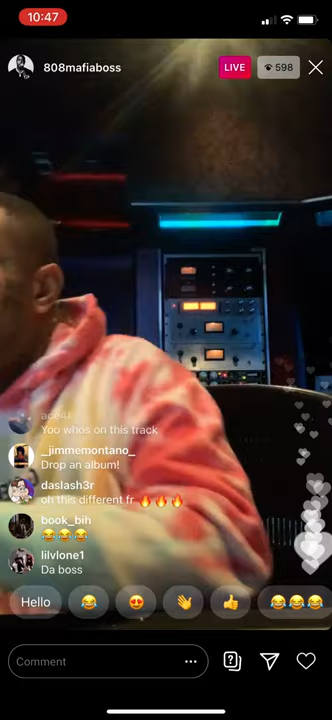 10:47
808mafiaboss
LIVE
598
ace4l
Yoo whos on this track
_jimmemontano_
Drop an album!
daslash3r
oh this different fr 🔥🔥🔥
book_bih
😂😂😂
lilvlone1
Da boss
Hello 😂 😍 👋 👍 😂😂😂
Comment